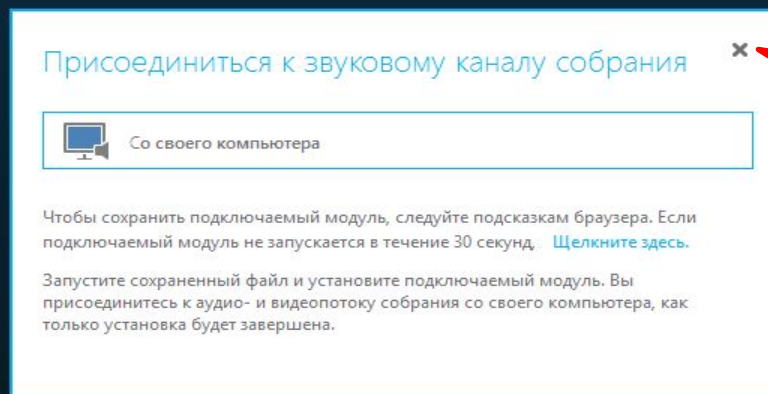 Присоединиться к звуковому каналу собрания
Со своего компьютера
Чтобы сохранить подключаемый модуль, следуйте подсказкам браузера. Если
подключаемый модуль не запускается в течение 30 секунд, Щелкните здесь.
Запустите сохраненный файл и установите подключаемый модуль. Вы
присоединитесь к аудио- и видеопотоку собрания со своего компьютера, как
только установка будет завершена.